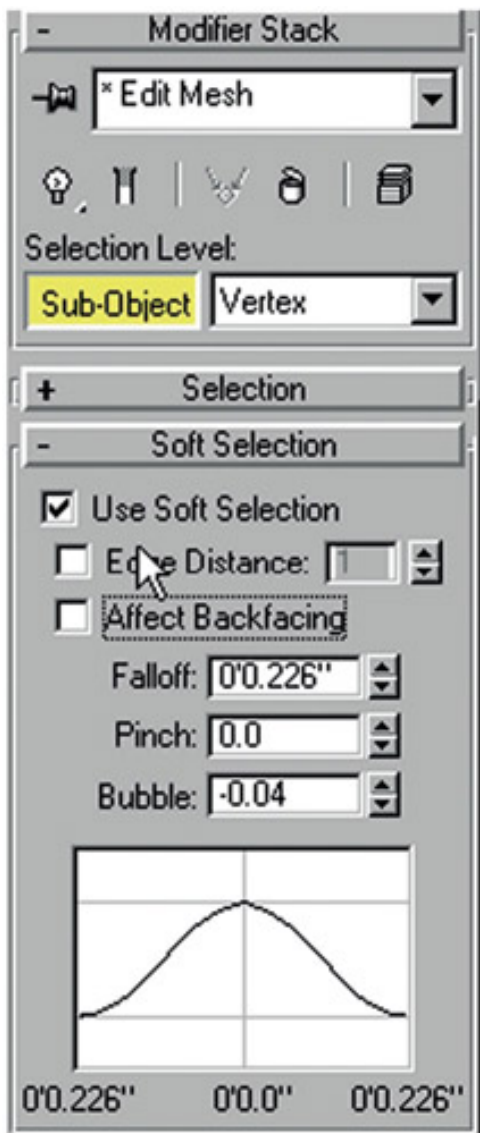 - Modifier Stack
* Edit Mesh
Selection Level:
Sub-Object Vertex
+ Selection
- Soft Selection
Use Soft Selection
Edge Distance: 1
Affect Backfacing
Falloff: 0'0.226"
Pinch: 0.0
Bubble: -0.04
0'0.226" 0'0.0" 0'0.226"